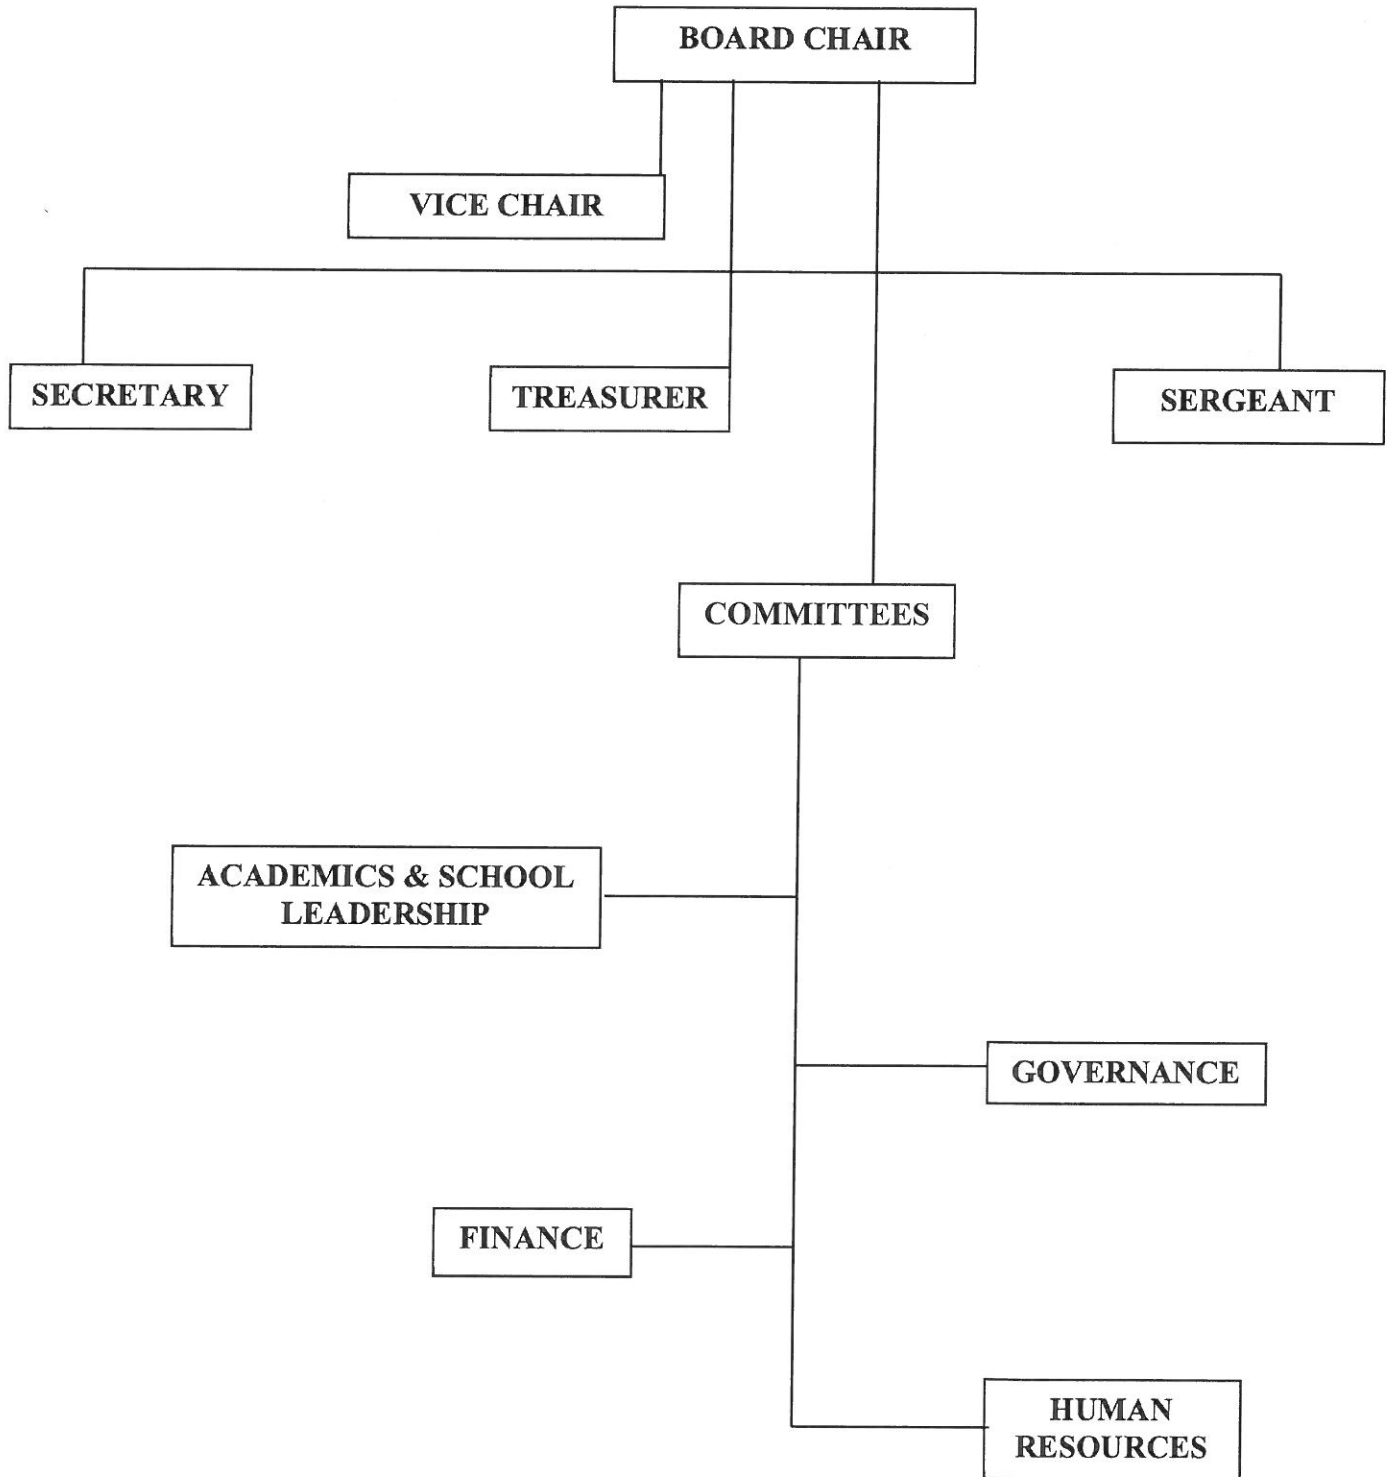 BOARD CHAIR
VICE CHAIR
SECRETARY
TREASURER
SERGEANT
COMMITTEES
ACADEMICS & SCHOOL
LEADERSHIP
GOVERNANCE
FINANCE
HUMAN
RESOURCES